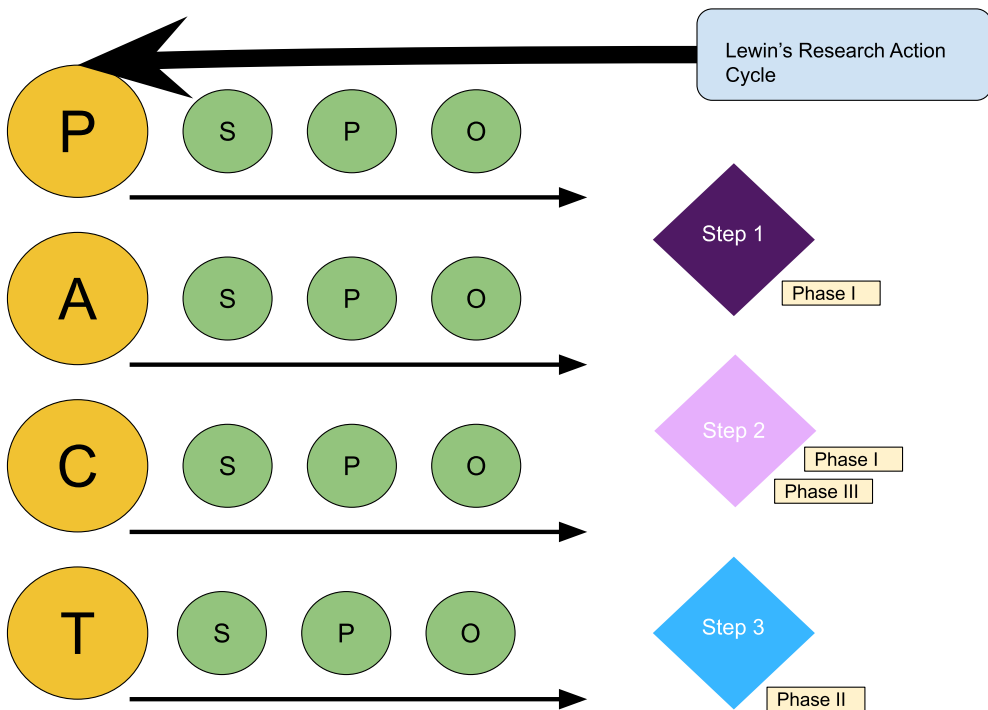 Lewin's Research Action
Cycle
P S P O
Step 1
Phase I
A S P O
Step 2
Phase I
Phase III
C S P O
Step 3
Phase II
T S P O